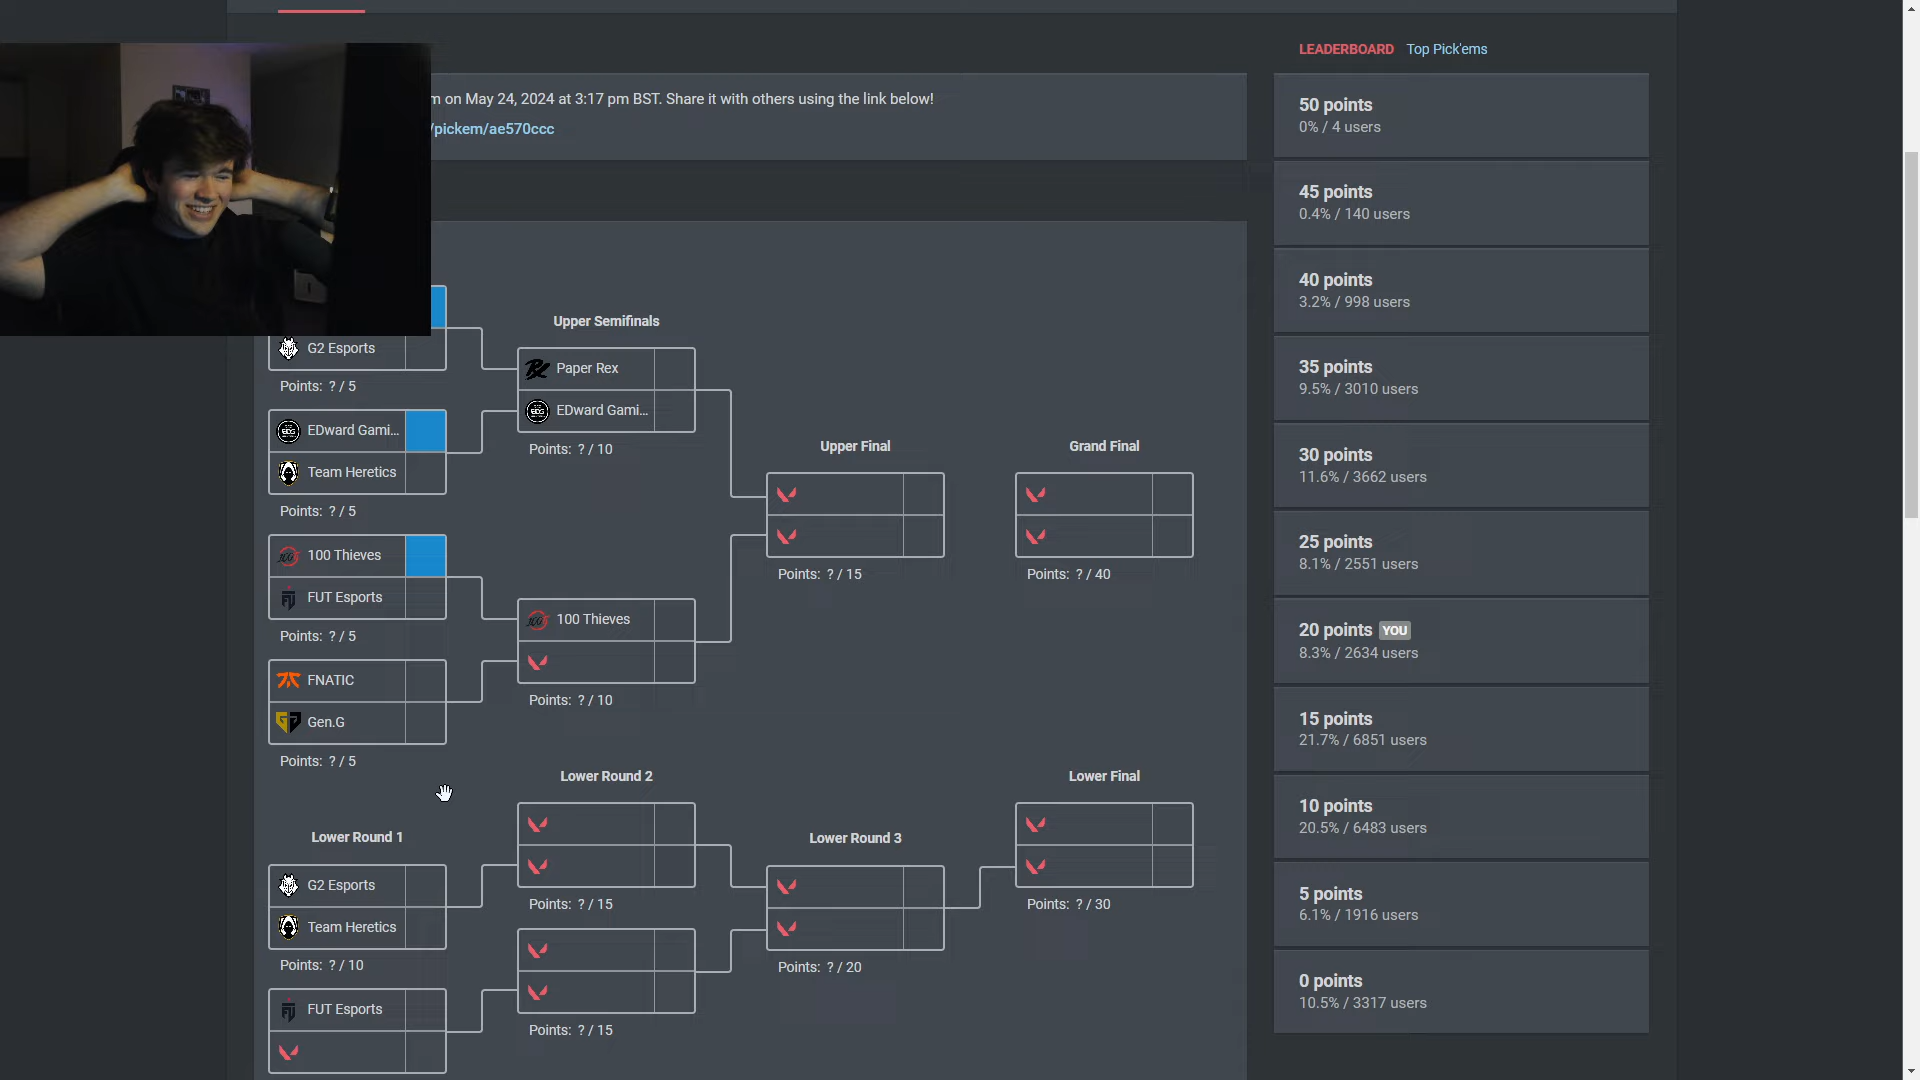 LEADERBOARD Top Pick'ems
m on May 24, 2024 at 3:17 pm BST. Share it with others using the link below!
/pickem/ae570ccc
50 points
0% / 4 users
45 points
0.4% / 140 users
40 points
3.2% / 998 users
35 points
9.5% / 3010 users
30 points
11.6% / 3662 users
25 points
8.1% / 2551 users
20 points YOU
8.3% / 2634 users
15 points
21.7% / 6851 users
10 points
20.5% / 6483 users
5 points
6.1% / 1916 users
0 points
10.5% / 3317 users
G2 Esports
Points: ? / 5
EDward Gami...
Team Heretics
Points: ? / 5
100 Thieves
FUT Esports
Points: ? / 5
FNATIC
Gen.G
Points: ? / 5
Upper Semifinals
Paper Rex
EDward Gami...
Points: ? / 10
100 Thieves
Points: ? / 10
Upper Final
Points: ? / 15
Grand Final
Points: ? / 40
Lower Round 1
G2 Esports
Team Heretics
Points: ? / 10
FUT Esports
Lower Round 2
Points: ? / 15
Points: ? / 15
Lower Round 3
Points: ? / 20
Lower Final
Points: ? / 30